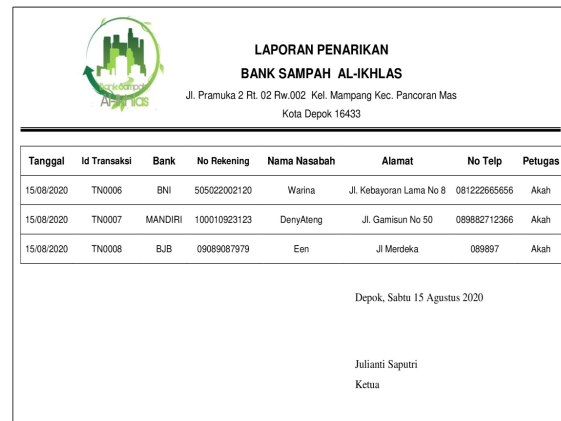 Bank Sampah
Al-Ikhlas
LAPORAN PENARIKAN
BANK SAMPAH AL-IKHLAS
Jl. Pramuka 2 Rt. 02 Rw.002 Kel. Mampang Kec. Pancoran Mas
Kota Depok 16433
Tanggal Id Transaksi Bank No Rekening Nama Nasabah Alamat No Telp Petugas
15/08/2020 TN0006 BNI 505022002120 Warina Jl. Kebayoran Lama No 8 081222665656 Akah
15/08/2020 TN0007 MANDIRI 100010923123 DenyAteng Jl. Gamisun No 50 089882712366 Akah
15/08/2020 TN0008 BJB 09089087979 Een Jl Merdeka 089897 Akah
Depok, Sabtu 15 Agustus 2020
Julianti Saputri
Ketua